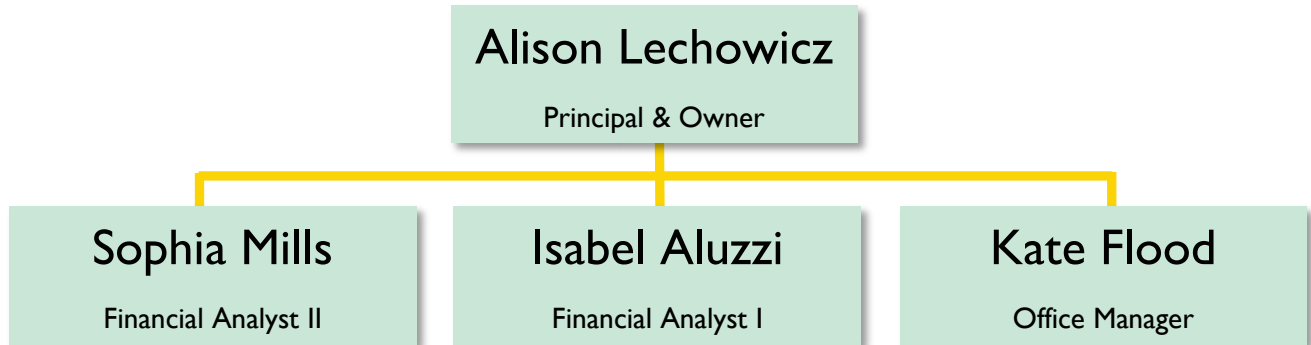 Alison Lechowicz
Principal & Owner
Sophia Mills
Financial Analyst II
Isabel Aluzzi
Financial Analyst I
Kate Flood
Office Manager